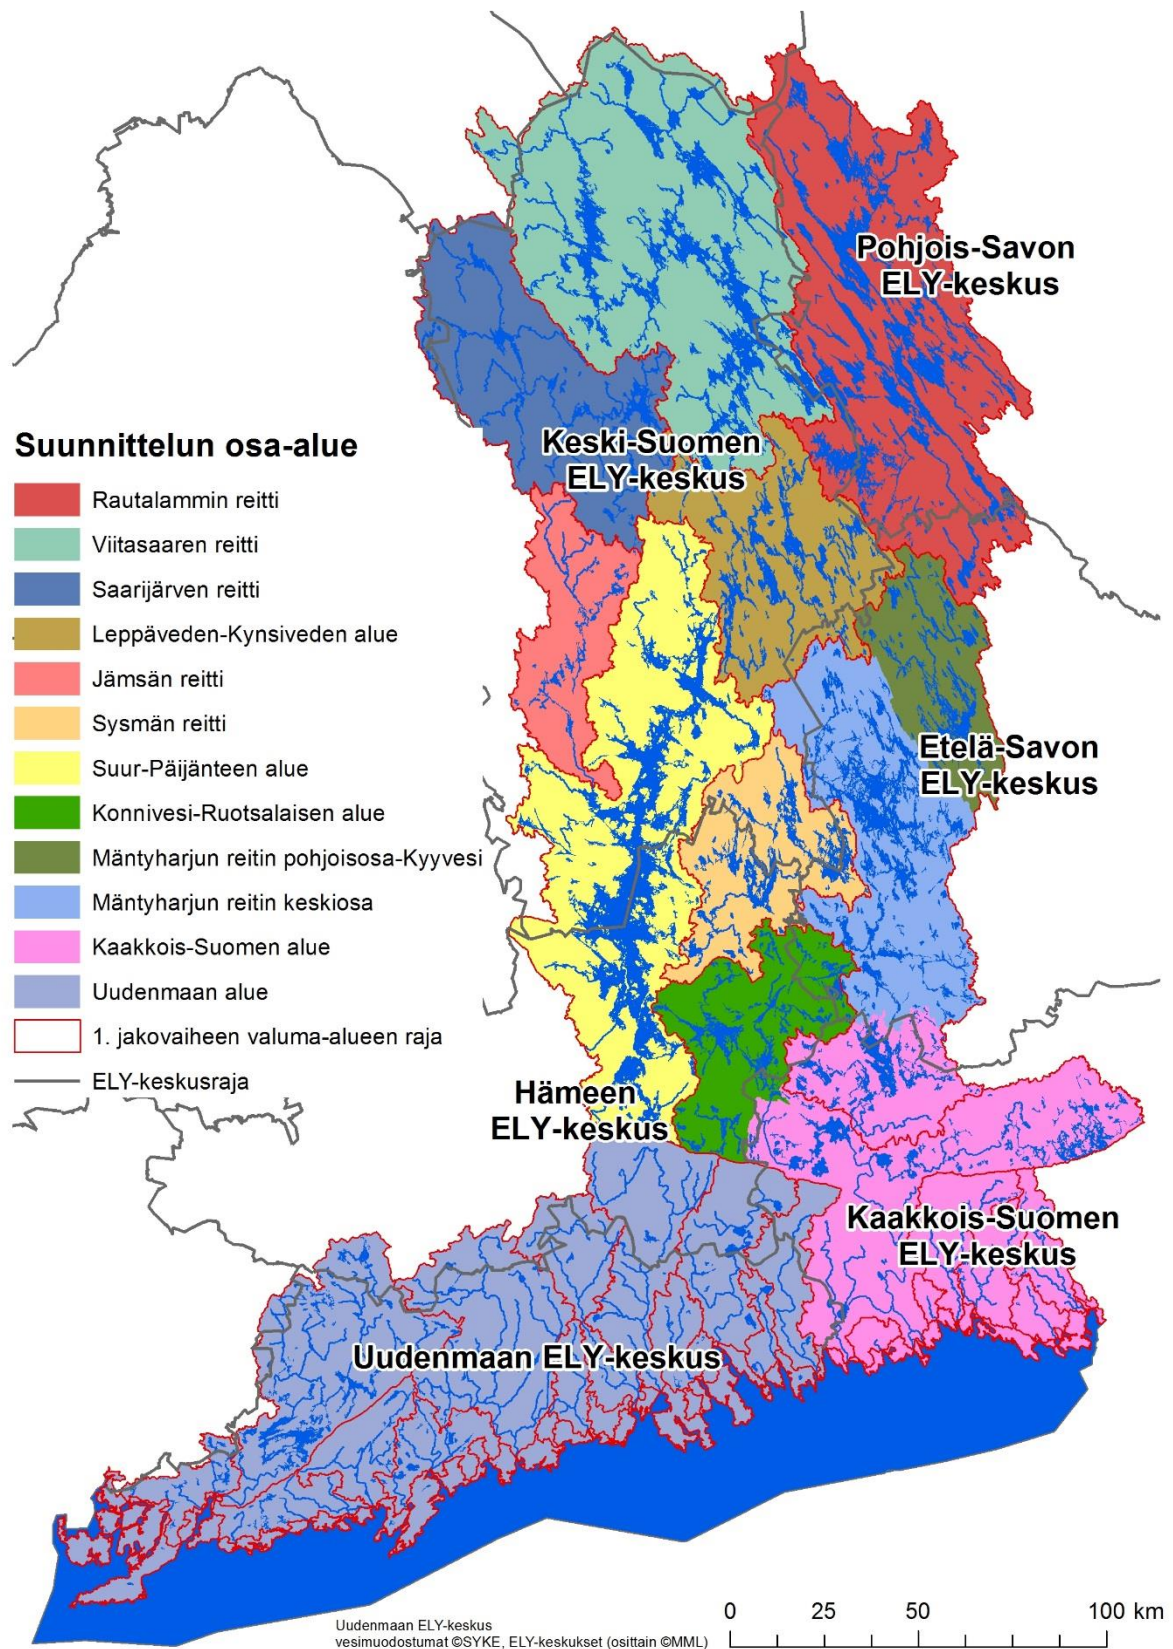 Pohjois-Savon
ELY-keskus
Keski-Suomen
ELY-keskus
Suunnittelun osa-alue
Rautalammin reitti
Viitasaaren reitti
Saarijärven reitti
Leppäveden-Kynsiveden alue
Jämsän reitti
Sysmän reitti
Suur-Päijänteen alue
Konnivesi-Ruotsalaisen alue
Mäntyharjun reitin pohjoisosa-Kyyvesi
Mäntyharjun reitin keskiosa
Kaakkois-Suomen alue
Uudenmaan alue
1. jakovaiheen valuma-alueen raja
ELY-keskusraja
Etelä-Savon
ELY-keskus
Hämeen
ELY-keskus
Kaakkois-Suomen
ELY-keskus
Uudenmaan ELY-keskus
0 25 50 100 km
Uudenmaan ELY-keskus
vesimuodostumat ©SYKE, ELY-keskukset (osittain ©MML)